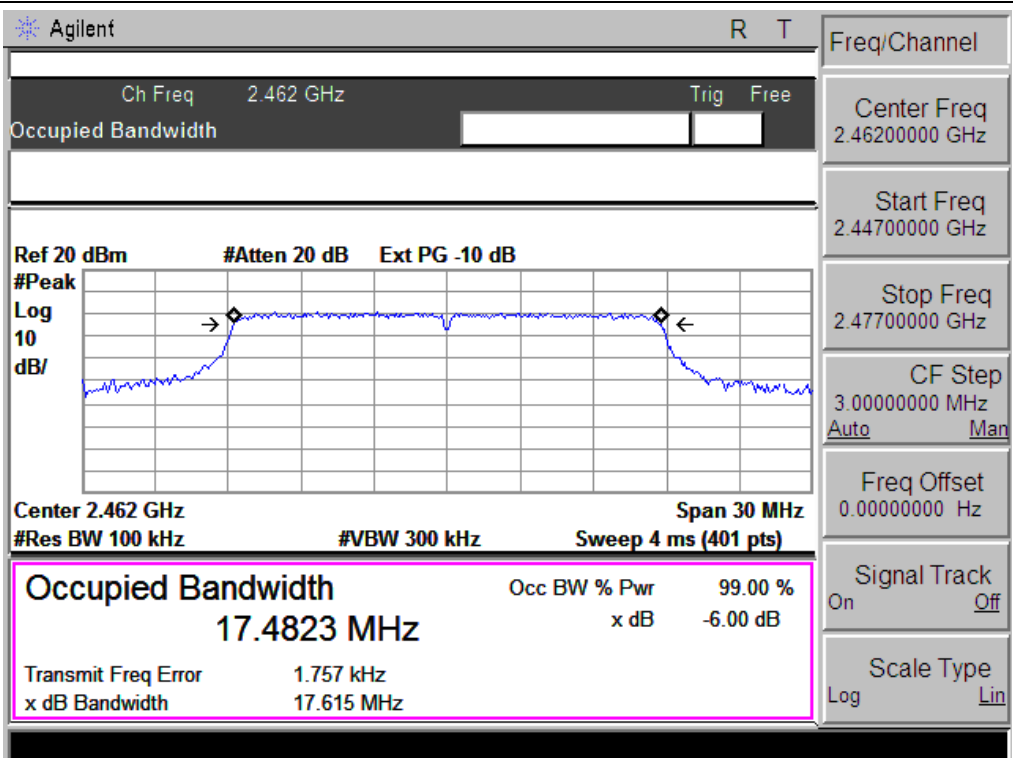 Agilent R T
Ch Freq 2.462 GHz Trig Free
Occupied Bandwidth
Ref 20 dBm #Atten 20 dB Ext PG -10 dB
#Peak
Log
10
dB/
Center 2.462 GHz Span 30 MHz
#Res BW 100 kHz #VBW 300 kHz Sweep 4 ms (401 pts)
Occupied Bandwidth Occ BW % Pwr 99.00 %
17.4823 MHz x dB -6.00 dB
Transmit Freq Error 1.757 kHz
x dB Bandwidth 17.615 MHz
Freq/Channel
Center Freq
2.46200000 GHz
Start Freq
2.44700000 GHz
Stop Freq
2.47700000 GHz
CF Step
3.00000000 MHz
Auto Man
Freq Offset
0.00000000 Hz
Signal Track
On Off
Scale Type
Log Lin